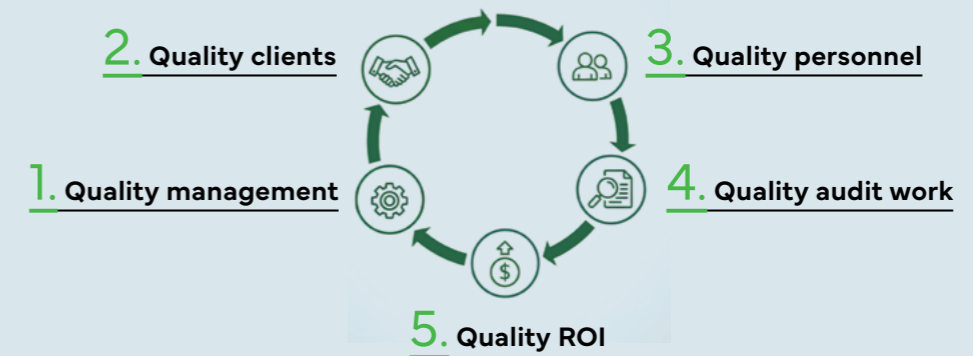 1. Quality management
2. Quality clients
3. Quality personnel
4. Quality audit work
5. Quality ROI
$